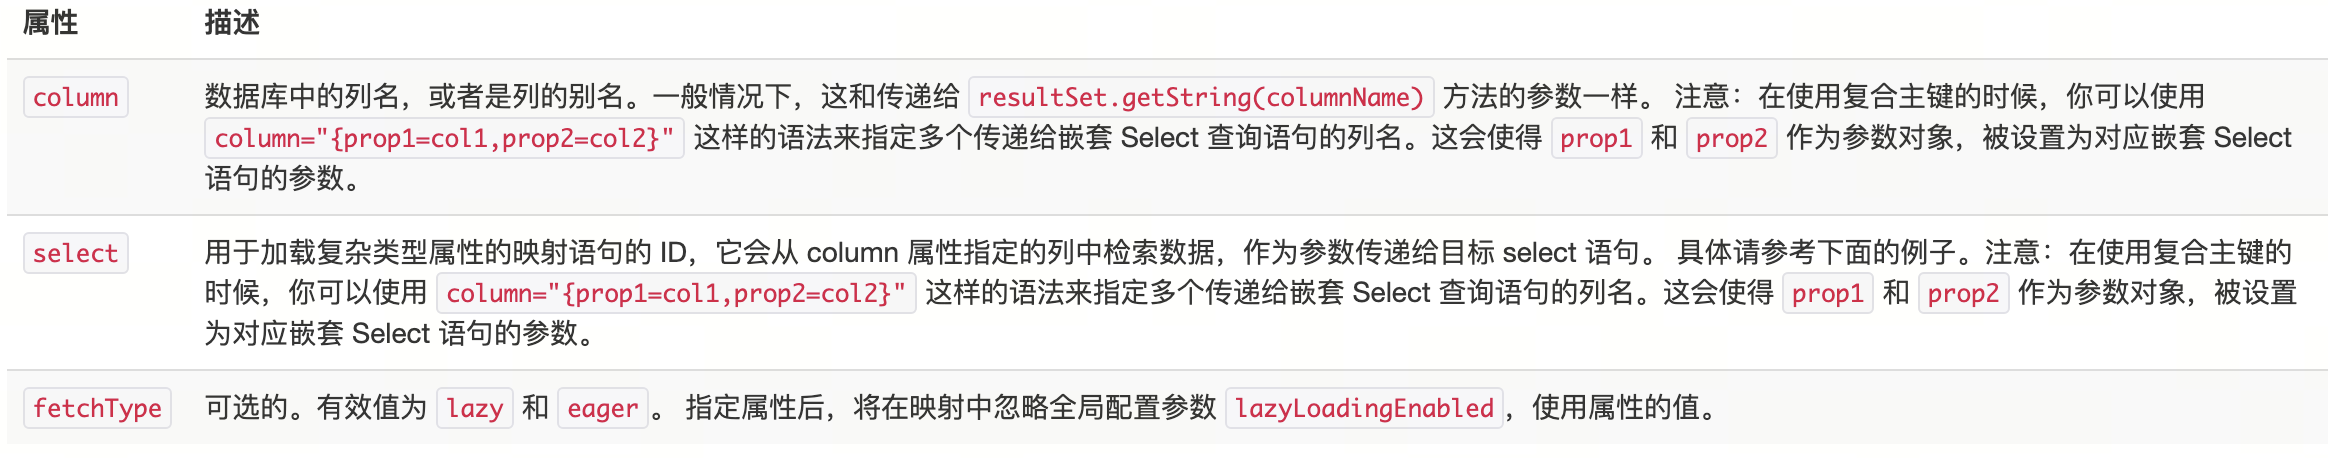 属性 描述
column 数据库中的列名，或者是列的别名。一般情况下，这和传递给 resultSet.getString(columnName) 方法的参数一样。 注意：在使用复合主键的时候，你可以使用
column="{prop1=col1,prop2=col2}" 这样的语法来指定多个传递给嵌套 Select 查询语句的列名。这会使得 prop1 和 prop2 作为参数对象，被设置为对应嵌套 Select
语句的参数。
select 用于加载复杂类型属性的映射语句的 ID，它会从 column 属性指定的列中检索数据，作为参数传递给目标 select 语句。 具体请参考下面的例子。注意：在使用复合主键的
时候，你可以使用 column="{prop1=col1,prop2=col2}" 这样的语法来指定多个传递给嵌套 Select 查询语句的列名。这会使得 prop1 和 prop2 作为参数对象，被设置
为对应嵌套 Select 语句的参数。
fetchType 可选的。有效值为 lazy 和 eager。 指定属性后，将在映射中忽略全局配置参数 lazyLoadingEnabled，使用属性的值。